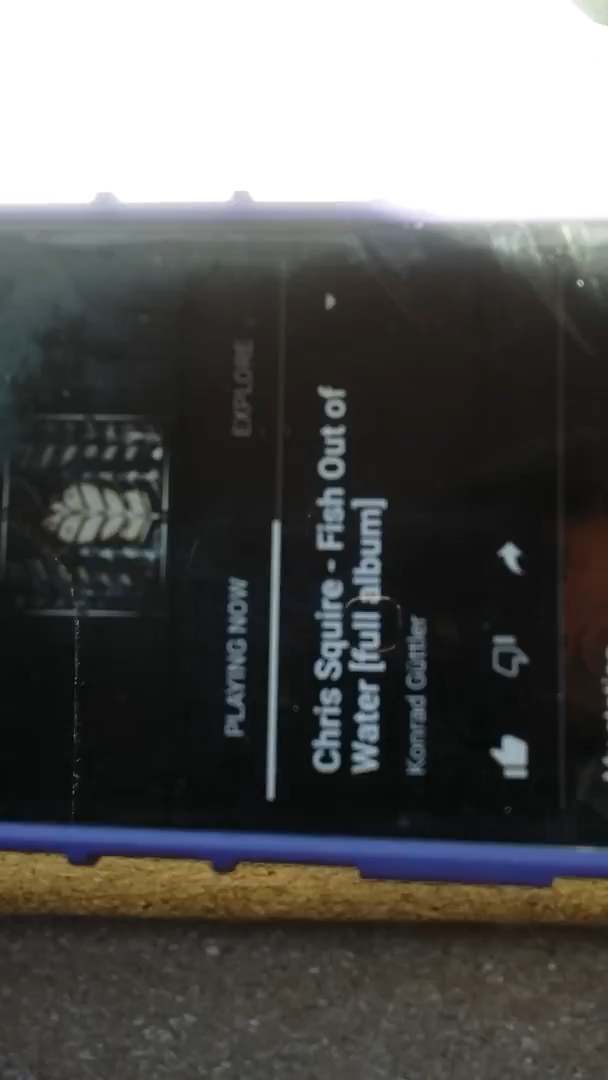 PLAYING NOW
EXPLORE
Chris Squire - Fish Out of
Water [full album]
Konrad Güttler